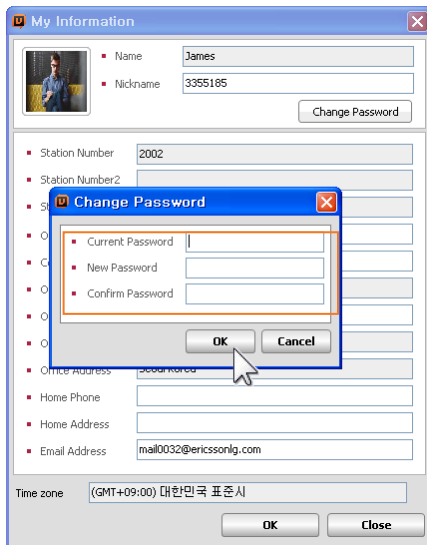 My Information
Name James
Nickname 3355185
Change Password
Station Number 2002
Station Number2
Change Password
Current Password
New Password
Confirm Password
OK Cancel
Office Address
Home Phone
Home Address
Email Address mail0032@ericssonlg.com
Time zone (GMT+09:00) 대한민국 표준시
OK Close